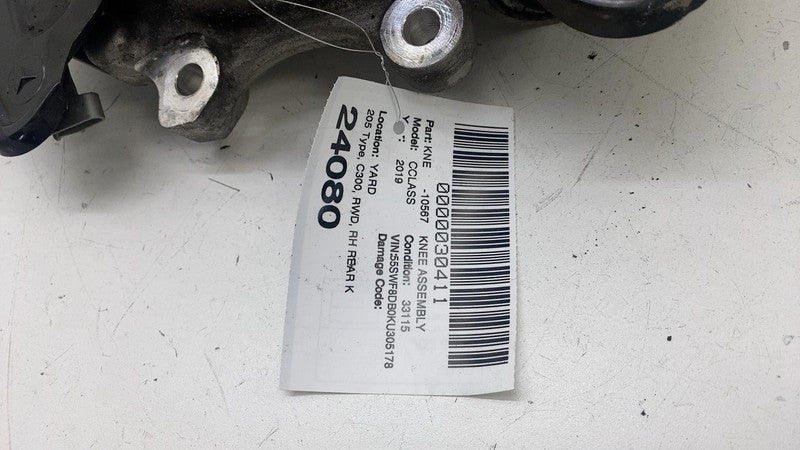 0000030411
Part: KNE -10567 KNEE ASSEMBLY
Model: CCLASS Condition: 33115
2019 VIN:55SWF8DB0KU305178
Damage Code:
Location: YARD
205 Type, C300, RWD, RH REAR K
24080